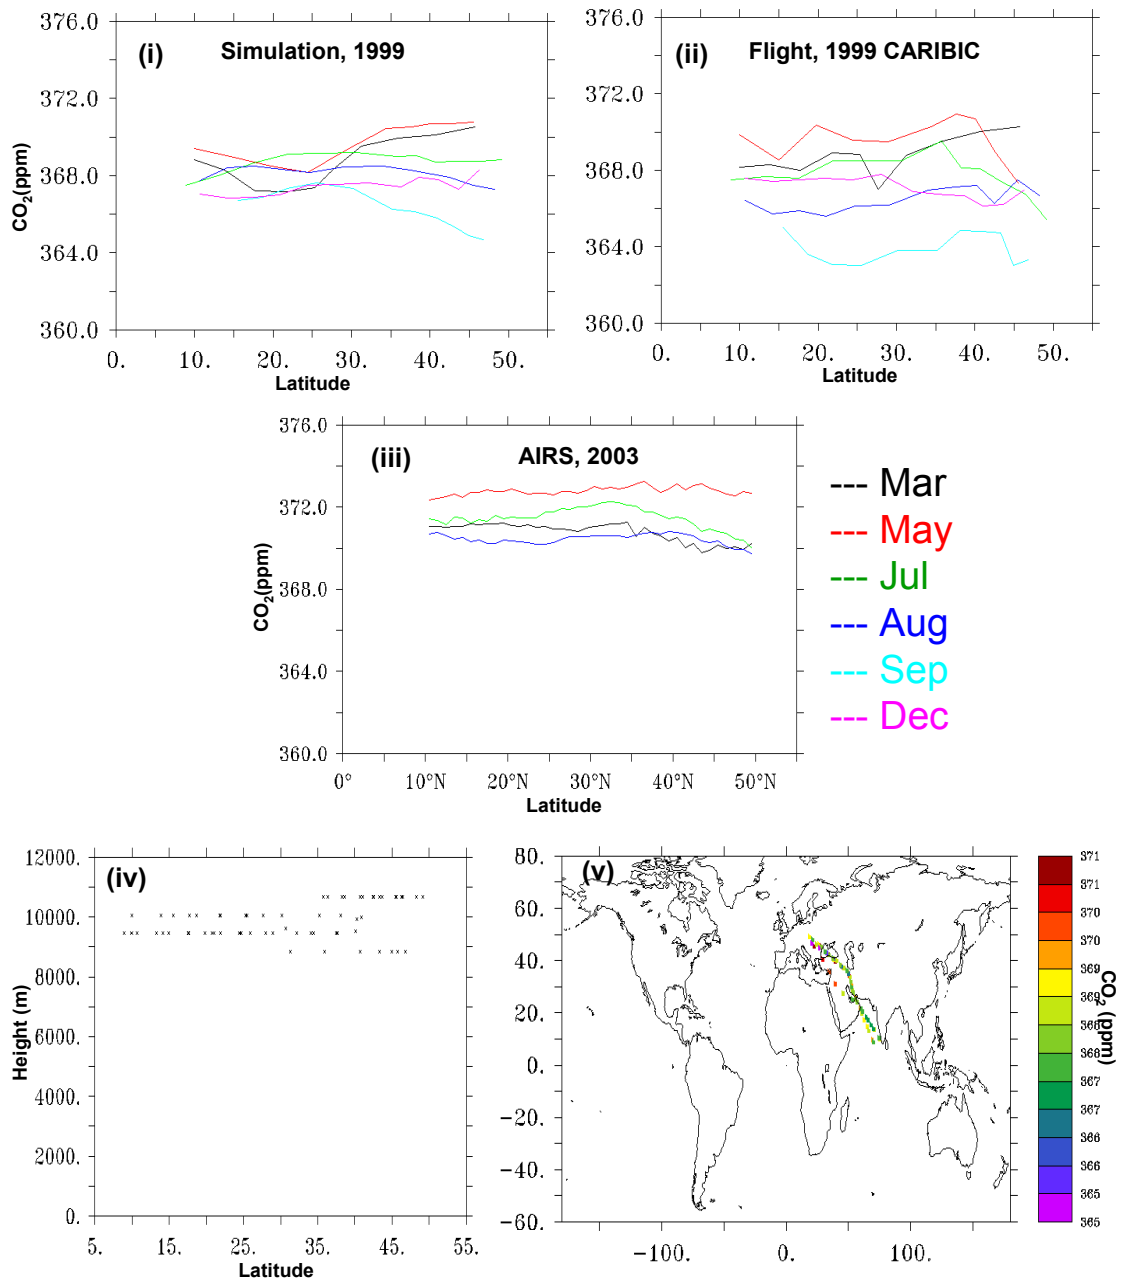 (i) Simulation, 1999
376.0
372.0
368.0
364.0
360.0
CO2(ppm)
0. 10. 20. 30. 40. 50.
Latitude
(ii) Flight, 1999 CARIBIC
376.0
372.0
368.0
364.0
360.0
0. 10. 20. 30. 40. 50.
Latitude
(iii) AIRS, 2003
376.0
372.0
368.0
364.0
360.0
CO2(ppm)
0° 10°N 20°N 30°N 40°N 50°N
Latitude
--- Mar
--- May
--- Jul
--- Aug
--- Sep
--- Dec
(iv)
12000.
10000.
8000.
6000.
4000.
2000.
0.
Height (m)
5. 15. 25. 35. 45. 55.
Latitude
(v)
80.
60.
40.
20.
0.
-20.
-40.
-60.
-100. 0. 100.
371
371
370
370
369
369
368
368
367
367
366
366
365
365
CO2 (ppm)